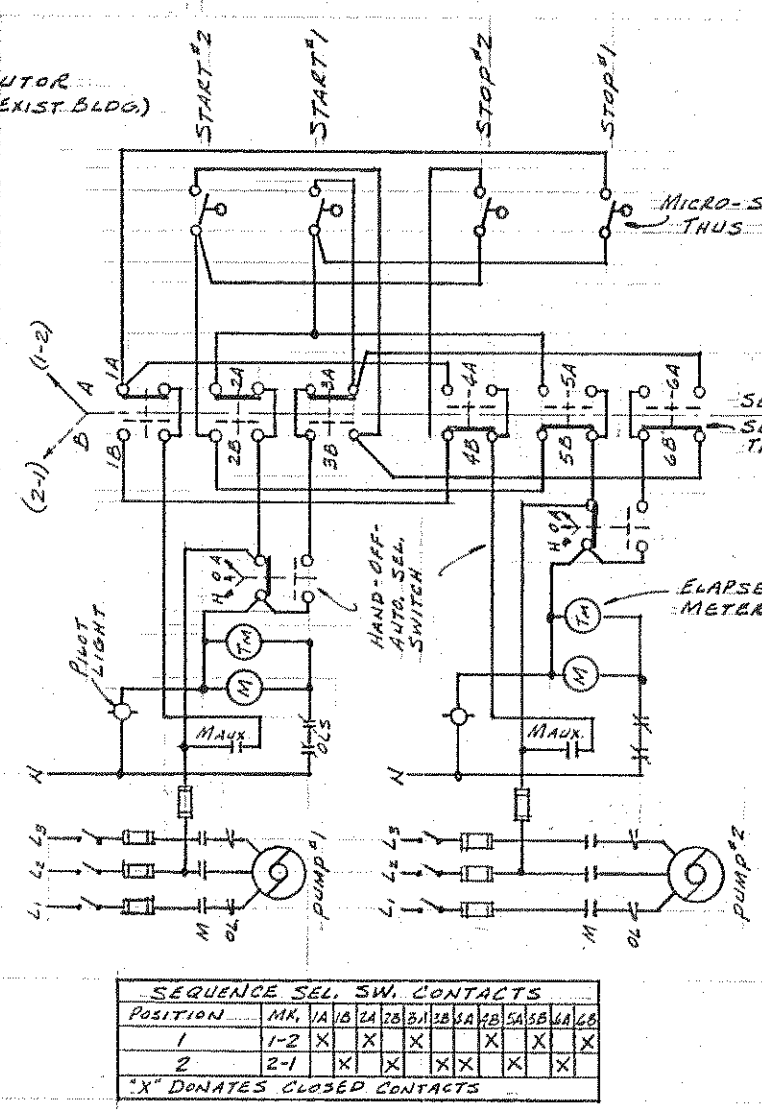 UTOR
EXIST BLDG.)
START #2
START #1
STOP #2
STOP #1
MICRO-S
THUS
(1-2)
(2-1)
A
B
1A
2A
3A
4A
5A
6A
1B
2B
3B
4B
5B
6B
SE
H O A
H O A
HAND-OFF-
AUTO. SEL.
SWITCH
ELAPSE
METER
PILOT
LIGHT
TM
M
TM
M
MAUX.
OLS
MAUX.
N
N
L3
L2
L1
M
OL
PUMP #1
L3
L2
L1
M
OL
PUMP #2
SEQUENCE SEL. SW. CONTACTS
POSITION MK. 1A 1B 2A 2B 3A 3B 4A 4B 5A 5B 6A 6B
1 1-2 X X X X X X
2 2-1 X X X X X X
"X" DONATES CLOSED CONTACTS